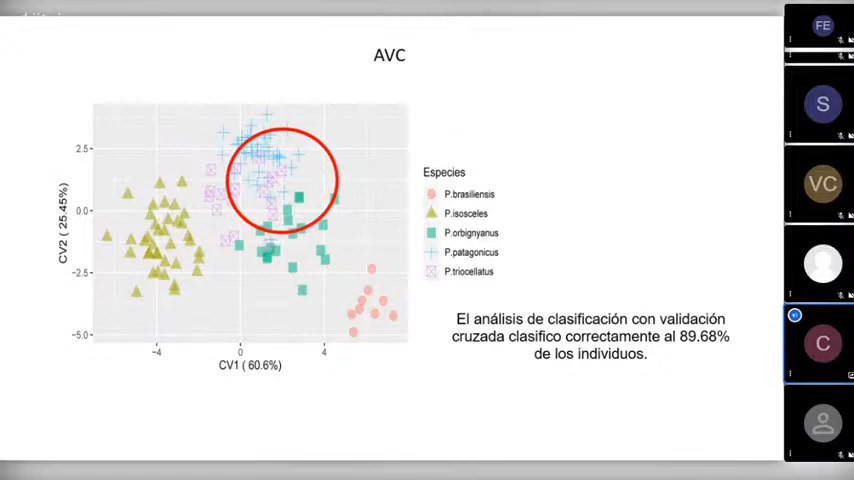 AVC
2.5
0.0
−2.5
−5.0
CV2 ( 25.45%)
−4
0
4
CV1 ( 60.6%)
Especies
P.brasiliensis
P.isosceles
P.orbignyanus
P.patagonicus
P.triocellatus
El análisis de clasificación con validación
cruzada clasifico correctamente al 89.68%
de los individuos.
FE
S
VC
C